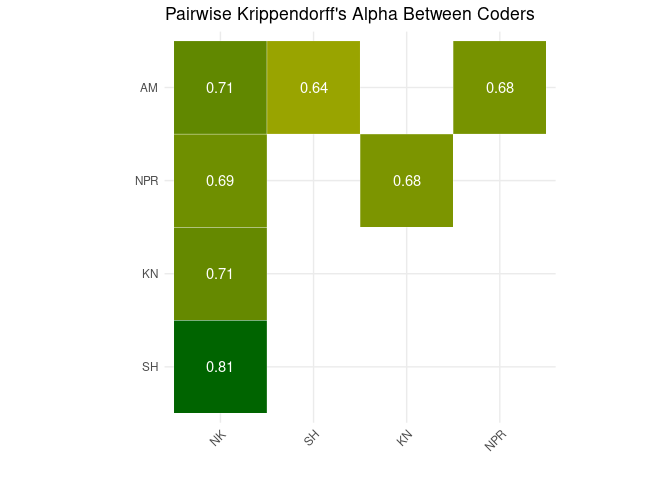 Pairwise Krippendorff's Alpha Between Coders
AM 0.71 0.64 0.68
NPR 0.69 0.68
KN 0.71
SH 0.81
NK SH KN NPR